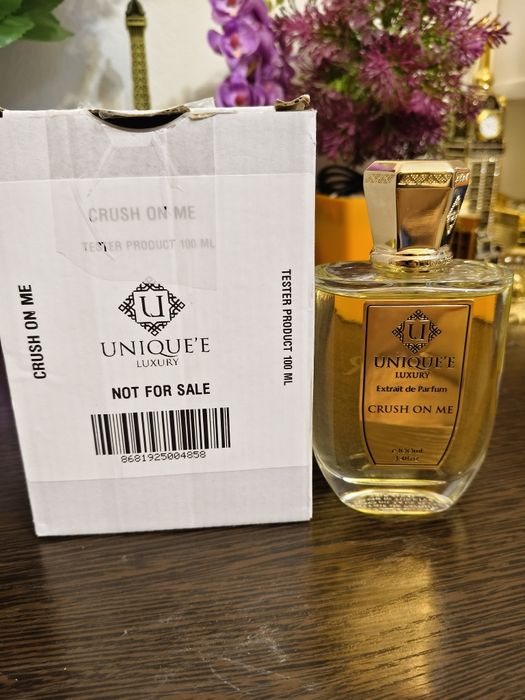 CRUSH ON ME
TESTER PRODUCT 100 ML
CRUSH ON ME
TESTER PRODUCT 100 ML
U
UNIQUE'E
LUXURY
NOT FOR SALE
8681925004858
U
UNIQUE'E
LUXURY
Extrait de Parfum
CRUSH ON ME